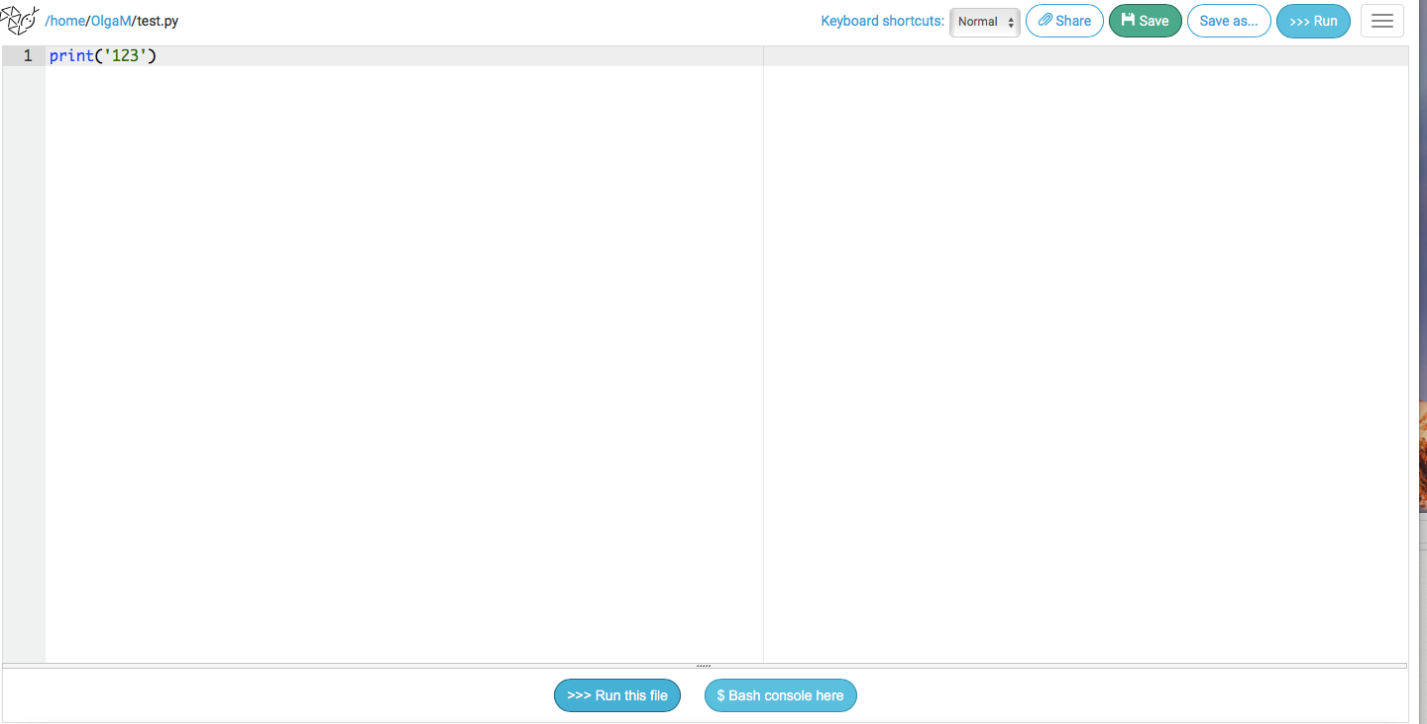 /home/OlgaM/test.py Keyboard shortcuts: Normal Share Save Save as... >>> Run
1 print('123')
>>> Run this file $ Bash console here